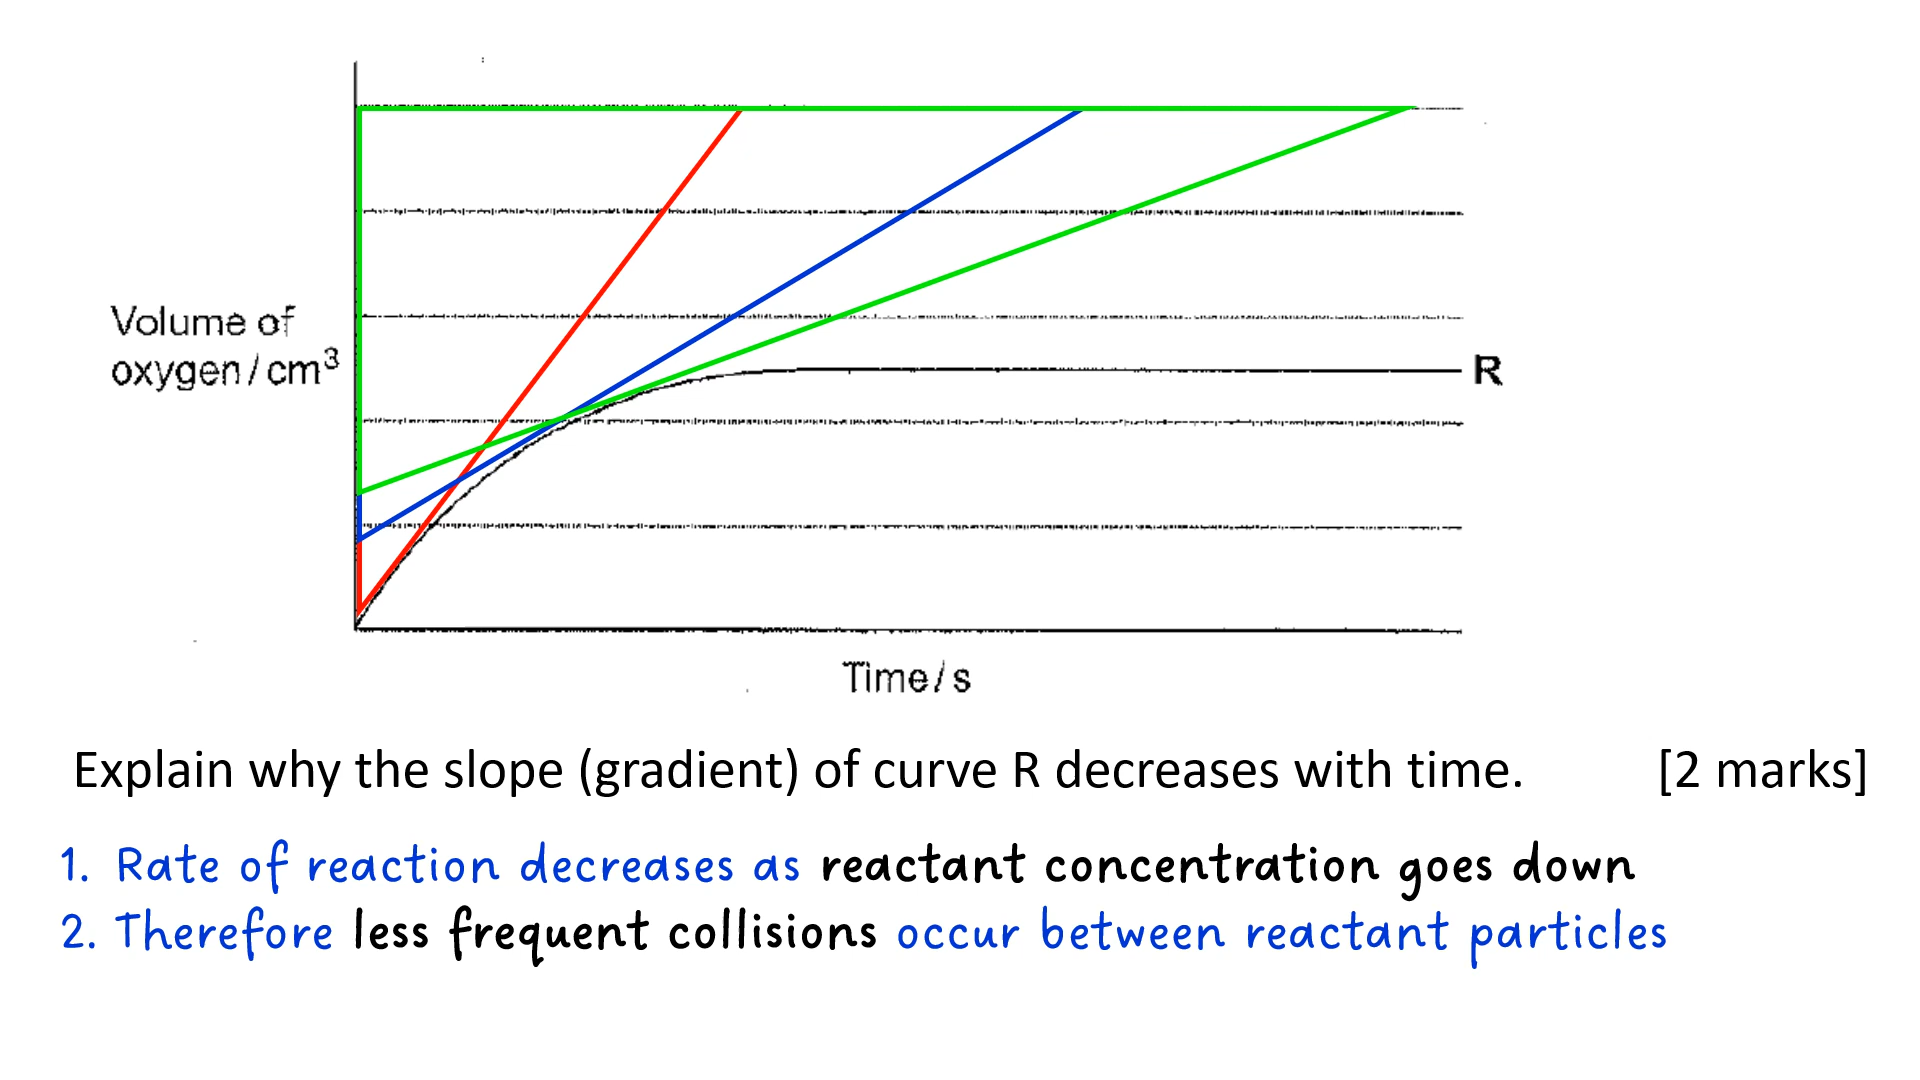 Volume of
oxygen/cm³
R
Time/s
Explain why the slope (gradient) of curve R decreases with time. [2 marks]
1. Rate of reaction decreases as reactant concentration goes down
2. Therefore less frequent collisions occur between reactant particles